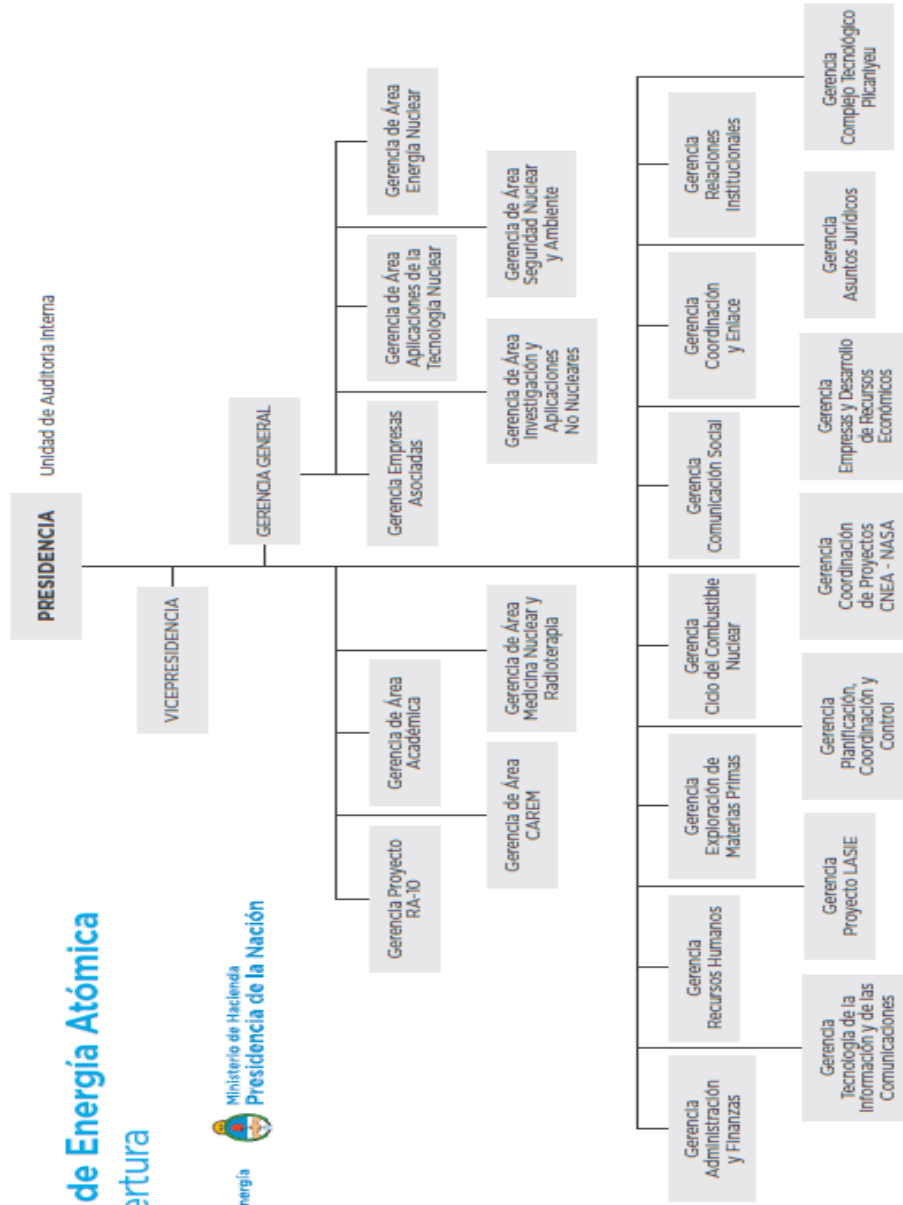 de Energía Atómica
ertura
nergía
Ministerio de Hacienda
Presidencia de la Nación
PRESIDENCIA
Unidad de Auditoría Interna
VICEPRESIDENCIA
GERENCIA GENERAL
Gerencia Proyecto
RA-10
Gerencia de Área
Académica
Gerencia de Área
CAREM
Gerencia de Área
Medicina Nuclear y
Radioterapia
Gerencia Empresas
Asociadas
Gerencia de Área
Aplicaciones de la
Tecnología Nuclear
Gerencia de Área
Energía Nuclear
Gerencia de Área
Investigación y
Aplicaciones
No Nucleares
Gerencia de Área
Seguridad Nuclear
y Ambiente
Gerencia
Administración
y Finanzas
Gerencia
Recursos Humanos
Gerencia
Exploración de
Materias Primas
Gerencia
Ciclo del Combustible
Nuclear
Gerencia
Comunicación Social
Gerencia
Coordinación
y Enlace
Gerencia
Relaciones
Institucionales
Gerencia
Tecnología de la
Información y de las
Comunicaciones
Gerencia
Proyecto LASIE
Gerencia
Planificación,
Coordinación y
Control
Gerencia
Coordinación
de Proyectos
CNEA - NASA
Gerencia
Empresas y Desarrollo
de Recursos
Económicos
Gerencia
Asuntos Jurídicos
Gerencia
Complejo Tecnológico
Pilcaniyeu